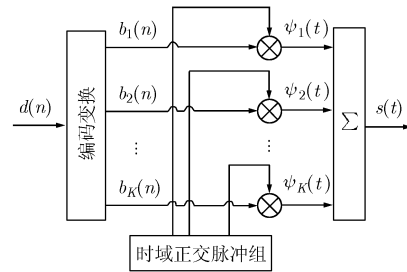 b₁(n) ψ₁(t)
d(n) b₂(n) ψ₂(t) s(t)
编码变换 ⋮ ⋮ Σ
b_K(n) ψ_K(t)
时域正交脉冲组